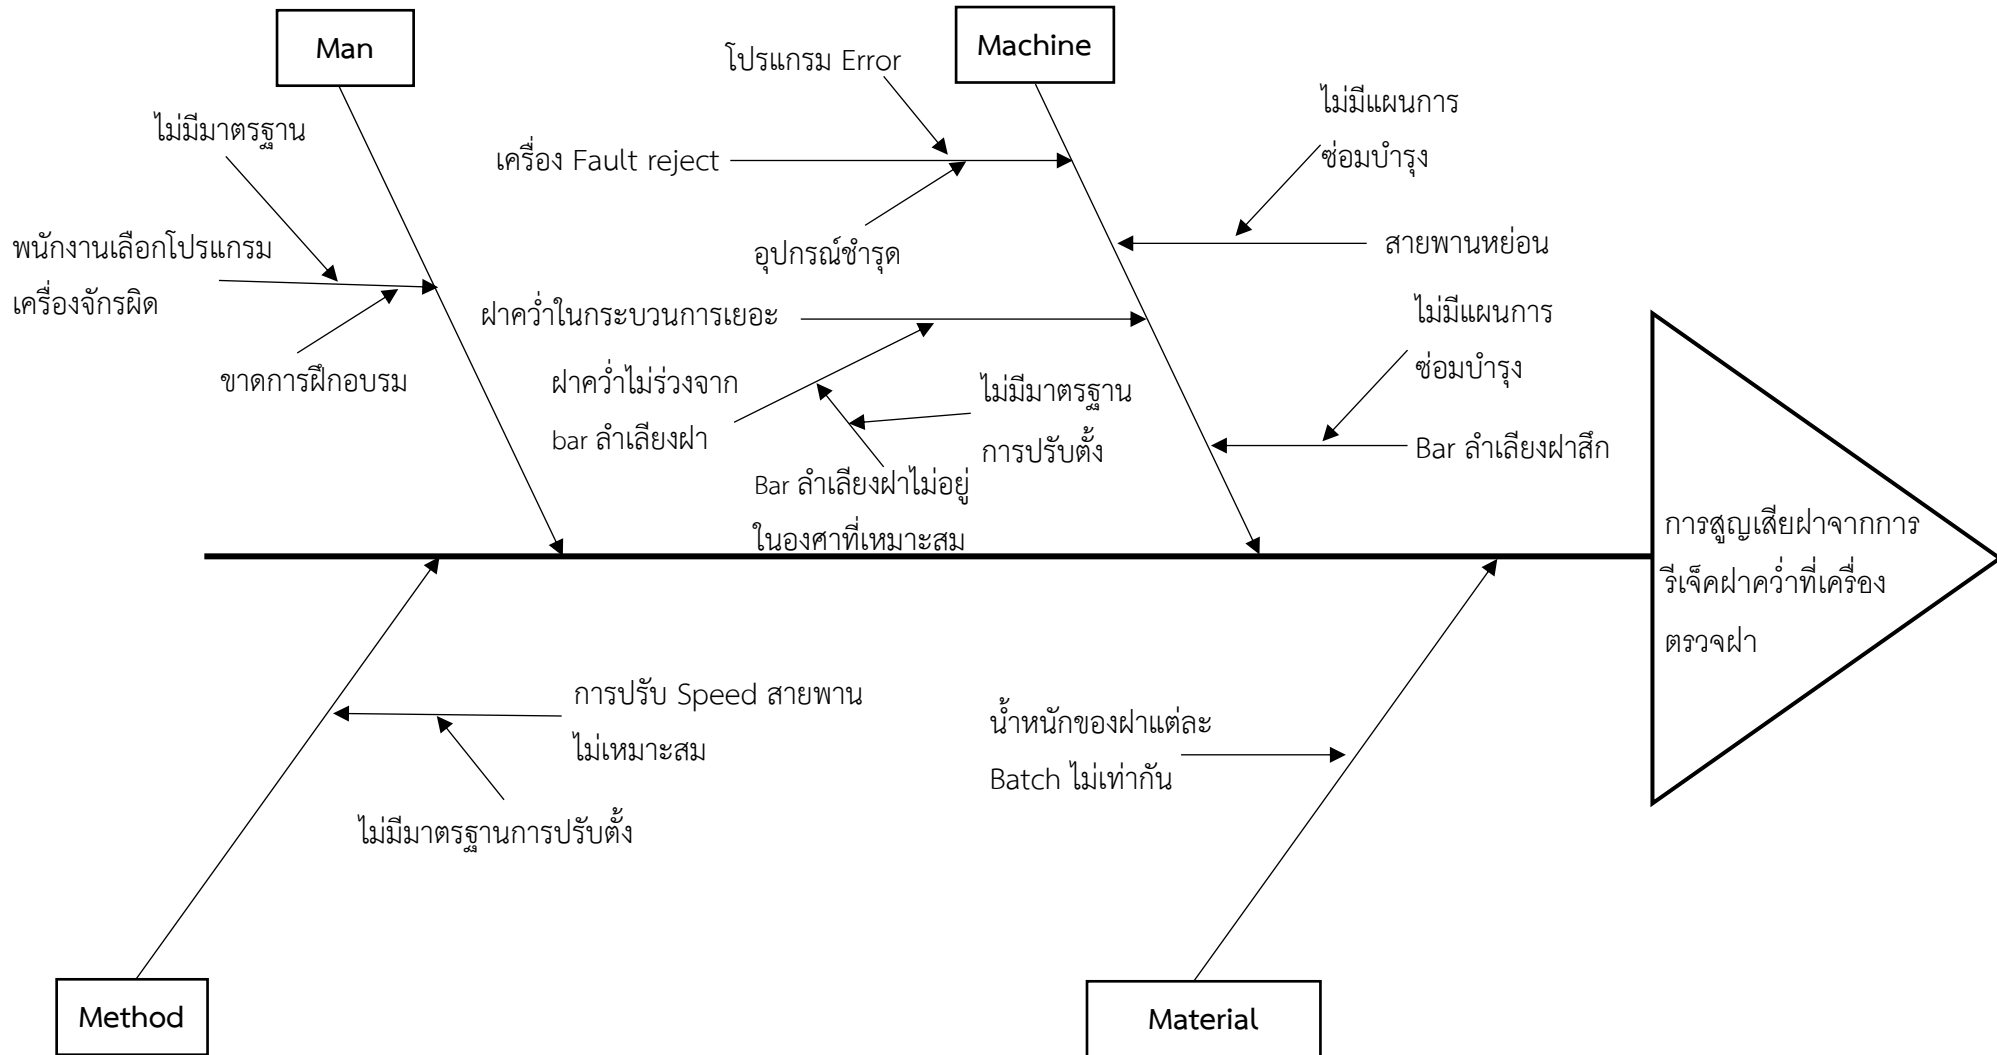 Man
Machine
โปรแกรม Error
ไม่มีแผนการ
ซ่อมบำรุง
ไม่มีมาตรฐาน
เครื่อง Fault reject
พนักงานเลือกโปรแกรม
เครื่องจักรผิด
อุปกรณ์ชำรุด
สายพานหย่อน
ฝาคว่ำในกระบวนการเยอะ
ไม่มีแผนการ
ซ่อมบำรุง
ขาดการฝึกอบรม
ฝาคว่ำไม่ร่วงจาก
bar ลำเลียงฝา
ไม่มีมาตรฐาน
การปรับตั้ง
Bar ลำเลียงฝาสึก
Bar ลำเลียงฝาไม่อยู่
ในองศาที่เหมาะสม
การสูญเสียฝาจากการ
รีเจ็คฝาคว่ำที่เครื่อง
ตรวจฝา
การปรับ Speed สายพาน
ไม่เหมาะสม
น้ำหนักของฝาแต่ละ
Batch ไม่เท่ากัน
ไม่มีมาตรฐานการปรับตั้ง
Method
Material